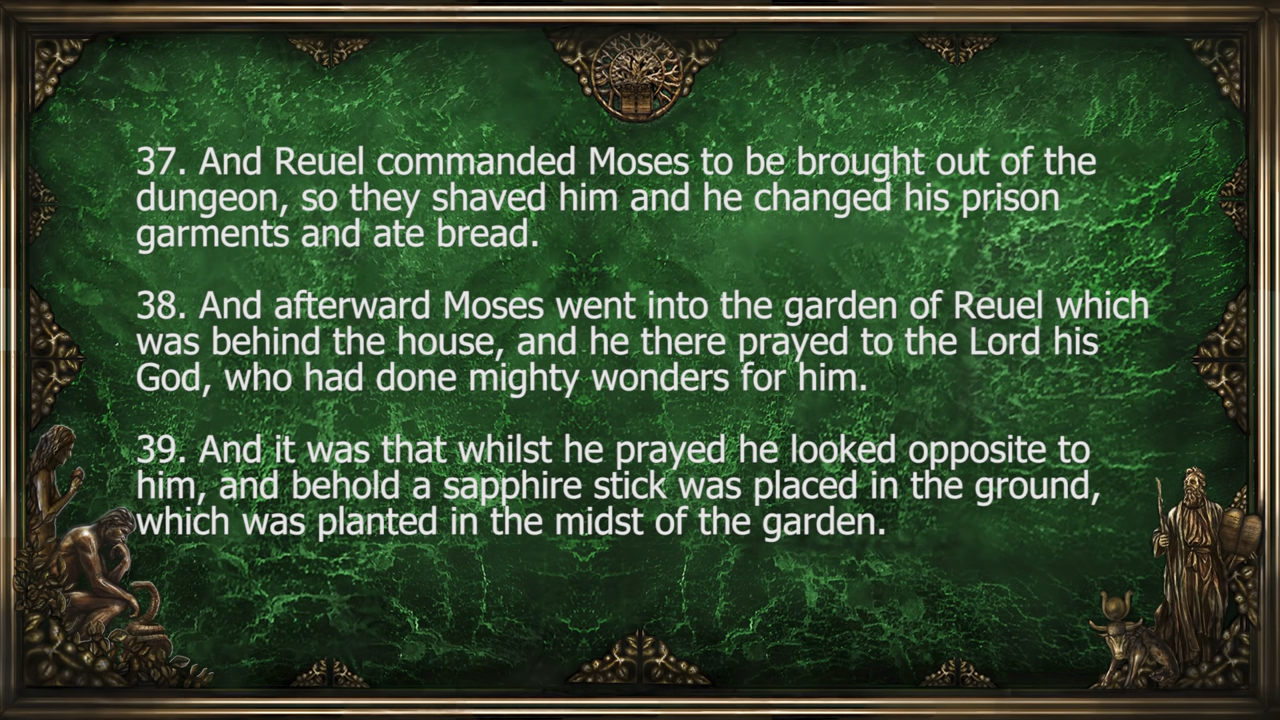 37. And Reuel commanded Moses to be brought out of the
dungeon, so they shaved him and he changed his prison
garments and ate bread.
38. And afterward Moses went into the garden of Reuel which
was behind the house, and he there prayed to the Lord his
God, who had done mighty wonders for him.
39. And it was that whilst he prayed he looked opposite to
him, and behold a sapphire stick was placed in the ground,
which was planted in the midst of the garden.